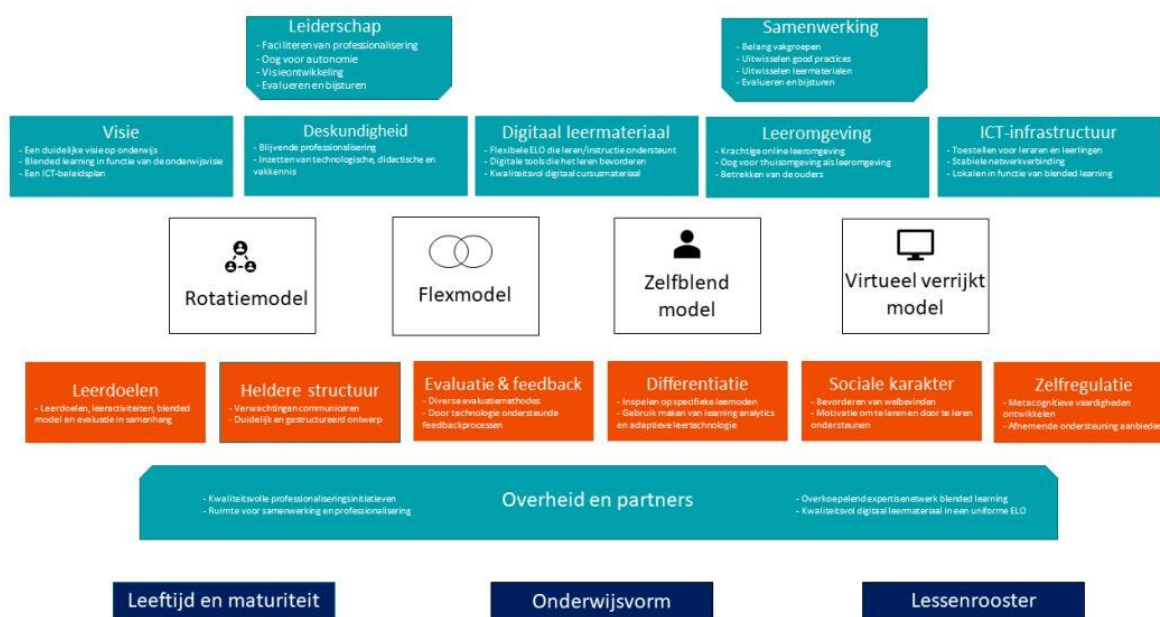 Leiderschap
- Faciliteren van professionalisering
- Oog voor autonomie
- Visieontwikkeling
- Evalueren en bijsturen
Samenwerking
- Belang vakgroepen
- Uitwisselen good practices
- Uitwisselen leermaterialen
- Evalueren en bijsturen
Visie
- Een duidelijke visie op onderwijs
- Blended learning in functie van de onderwijsvisie
- Een ICT-beleidsplan
Deskundigheid
- Blijvende professionalisering
- Inzetten van technologische, didactische en
vakkennis
Digitaal leermateriaal
- Flexibele ELO die leren/instructie ondersteunt
- Digitale tools die het leren bevorderen
- Kwaliteitsvol digitaal cursusmateriaal
Leeromgeving
- Krachtige online leeromgeving
- Oog voor thuisomgeving als leeromgeving
- Betrekken van de ouders
ICT-infrastructuur
- Toestellen voor leraren en leerlingen
- Stabiele netwerkverbinding
- Lokalen in functie van blended learning
Rotatiemodel
Flexmodel
Zelfblend
model
Virtueel verrijkt
model
Leerdoelen
- Leerdoelen, leeractiviteiten, blended
model en evaluatie in samenhang
Heldere structuur
- Verwachtingen communiceren
- Duidelijk en gestructureerd ontwerp
Evaluatie & feedback
- Diverse evaluatiemethodes
- Door technologie ondersteunde
feedbackprocessen
Differentiatie
- Inspelen op specifieke leernoden
- Gebruik maken van learning analytics
en adaptieve leertechnologie
Sociale karakter
- Bevorderen van welbevinden
- Motivatie om te leren en door te leren
ondersteunen
Zelfregulatie
- Metacognitieve vaardigheden
ontwikkelen
- Afnemende ondersteuning aanbieden
Overheid en partners
- Kwaliteitsvolle professionaliseringsinitiatieven
- Ruimte voor samenwerking en professionalisering
- Overkoepelend expertisenetwerk blended learning
- Kwaliteitsvol digitaal leermateriaal in een uniforme ELO
Leeftijd en maturiteit
Onderwijsvorm
Lessenrooster